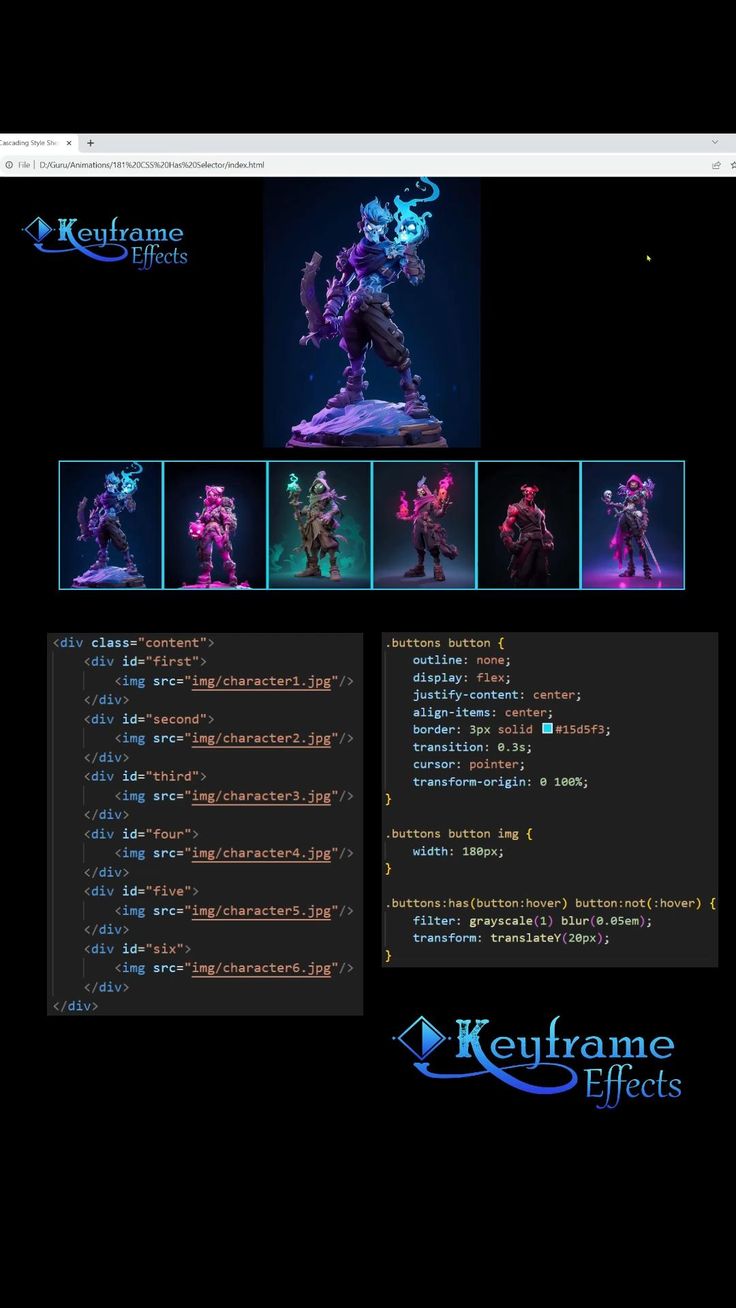 Cascading Style She
File | D:/Guru/Animations/181%20CSS%20Has%20Selector/index.html
Keyframe
Effects
<div class="content">
<div id="first">
<img src="img/character1.jpg"/>
</div>
<div id="second">
<img src="img/character2.jpg"/>
</div>
<div id="third">
<img src="img/character3.jpg"/>
</div>
<div id="four">
<img src="img/character4.jpg"/>
</div>
<div id="five">
<img src="img/character5.jpg"/>
</div>
<div id="six">
<img src="img/character6.jpg"/>
</div>
</div>
.buttons button {
outline: none;
display: flex;
justify-content: center;
align-items: center;
border: 3px solid #15d5f3;
transition: 0.3s;
cursor: pointer;
transform-origin: 0 100%;
}
.buttons button img {
width: 180px;
}
.buttons:has(button:hover) button:not(:hover) {
filter: grayscale(1) blur(0.05em);
transform: translateY(20px);
}
Keyframe
Effects